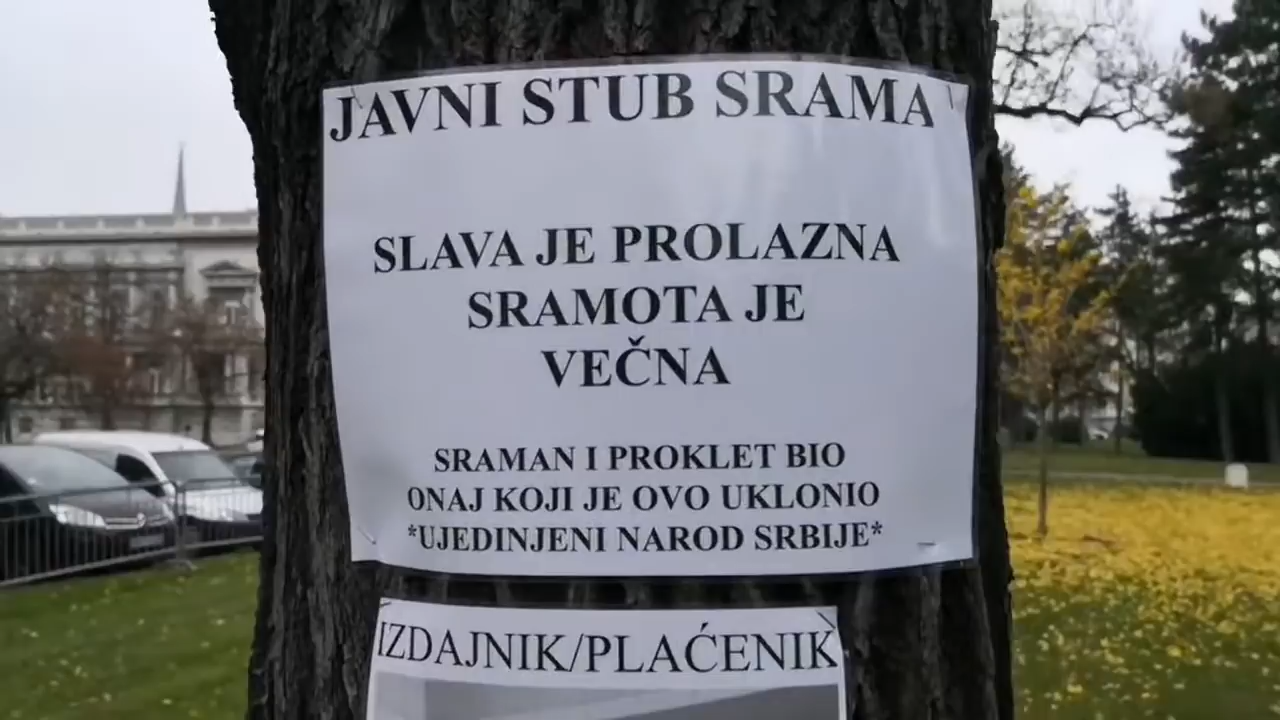 JAVNI STUB SRAMA
SLAVA JE PROLAZNA
SRAMOTA JE
VEČNA
SRAMAN I PROKLET BIO
ONAJ KOJI JE OVO UKLONIO
*UJEDINJENI NAROD SRBIJE*
IZDAJNIK/PLAĆENIK